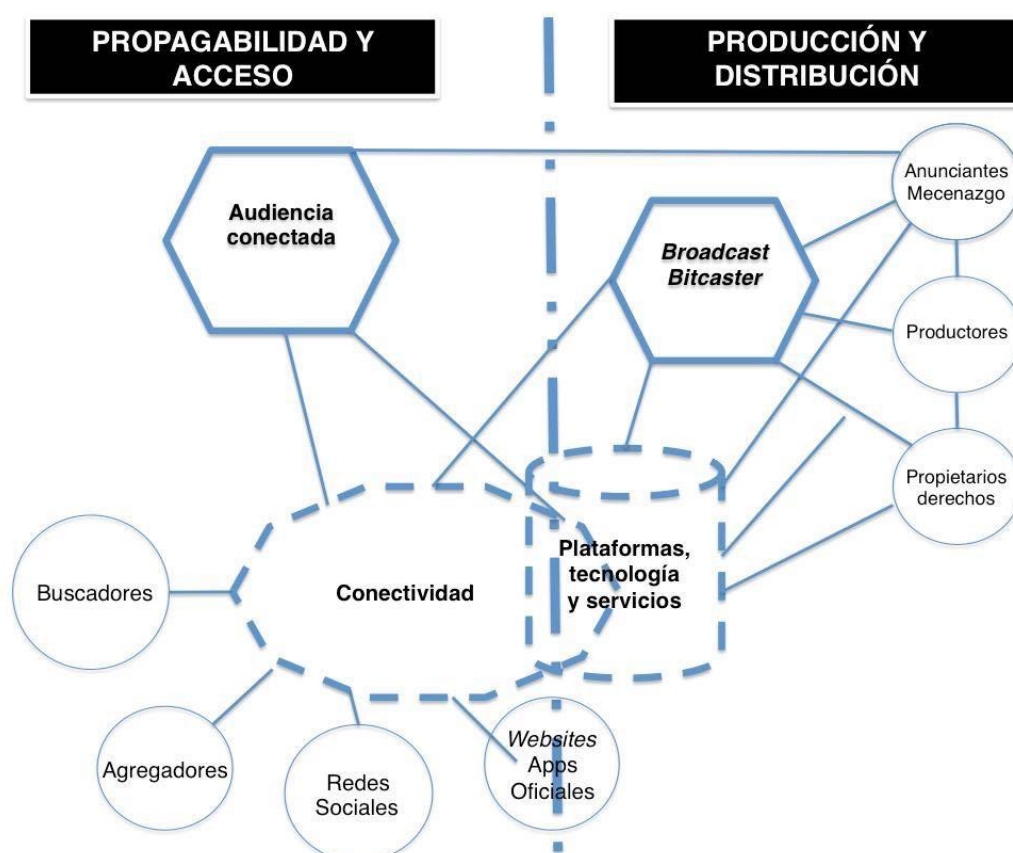 PROPAGABILIDAD Y
ACCESO
PRODUCCIÓN Y
DISTRIBUCIÓN
Audiencia
conectada
Broadcast
Bitcaster
Anunciantes
Mecenazgo
Productores
Propietarios
derechos
Conectividad
Plataformas,
tecnología
y servicios
Buscadores
Agregadores
Redes
Sociales
Websites
Apps
Oficiales